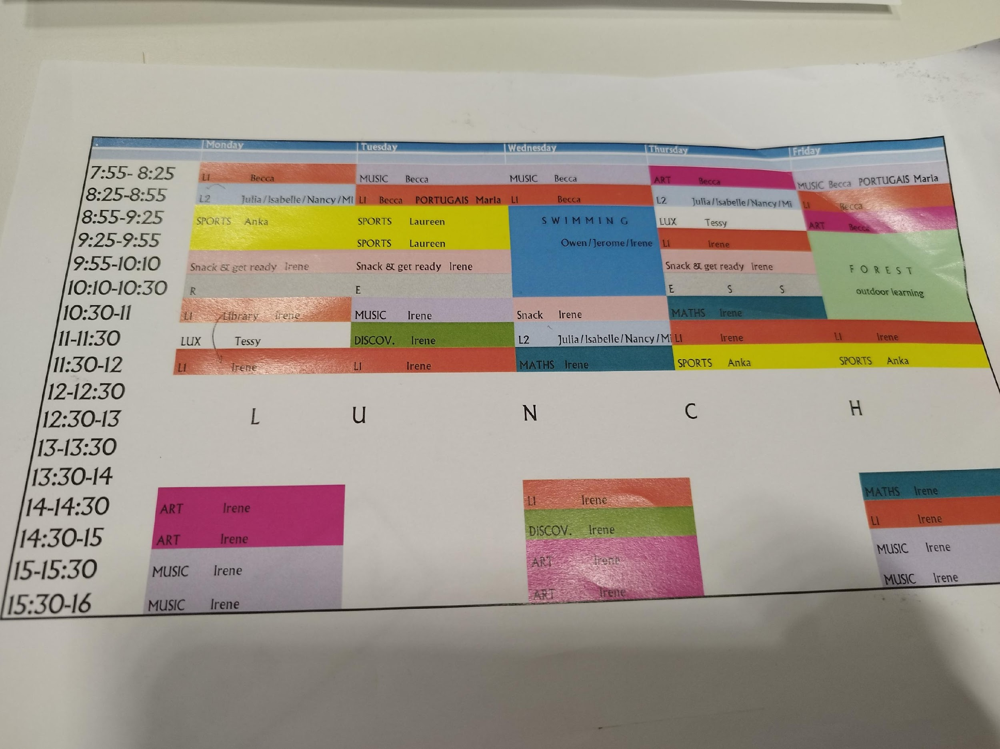 . Monday Tuesday Wednesday Thursday Friday
7:55- 8:25 L1 Becca MUSIC Becca MUSIC Becca ART Becca MUSIC Becca PORTUGAIS Maria
8:25-8:55 L2 Julia/Isabelle/Nancy/Mi L1 Becca PORTUGAIS Maria L1 Becca L2 Julia/Isabelle/Nancy/Mi L1 Becca
8:55-9:25 SPORTS Anka SPORTS Laureen SWIMMING LUX Tessy ART Becca
9:25-9:55 SPORTS Laureen Owen/Jerome/Irene L1 Irene
9:55-10:10 Snack & get ready Irene Snack & get ready Irene Snack & get ready Irene FOREST
10:10-10:30 R E E S S outdoor learning
10:30-11 L1 Library Irene MUSIC Irene Snack Irene MATHS Irene
11-11:30 LUX Tessy DISCOV. Irene L2 Julia/Isabelle/Nancy/Mi L1 Irene L1 Irene
11:30-12 L1 Irene L1 Irene MATHS Irene SPORTS Anka SPORTS Anka
12-12:30
12:30-13 L U N C H
13-13:30
13:30-14
14-14:30 ART Irene L1 Irene MATHS Irene
14:30-15 ART Irene DISCOV. Irene L1 Irene
15-15:30 MUSIC Irene ART Irene MUSIC Irene
15:30-16 MUSIC Irene ART Irene MUSIC Irene